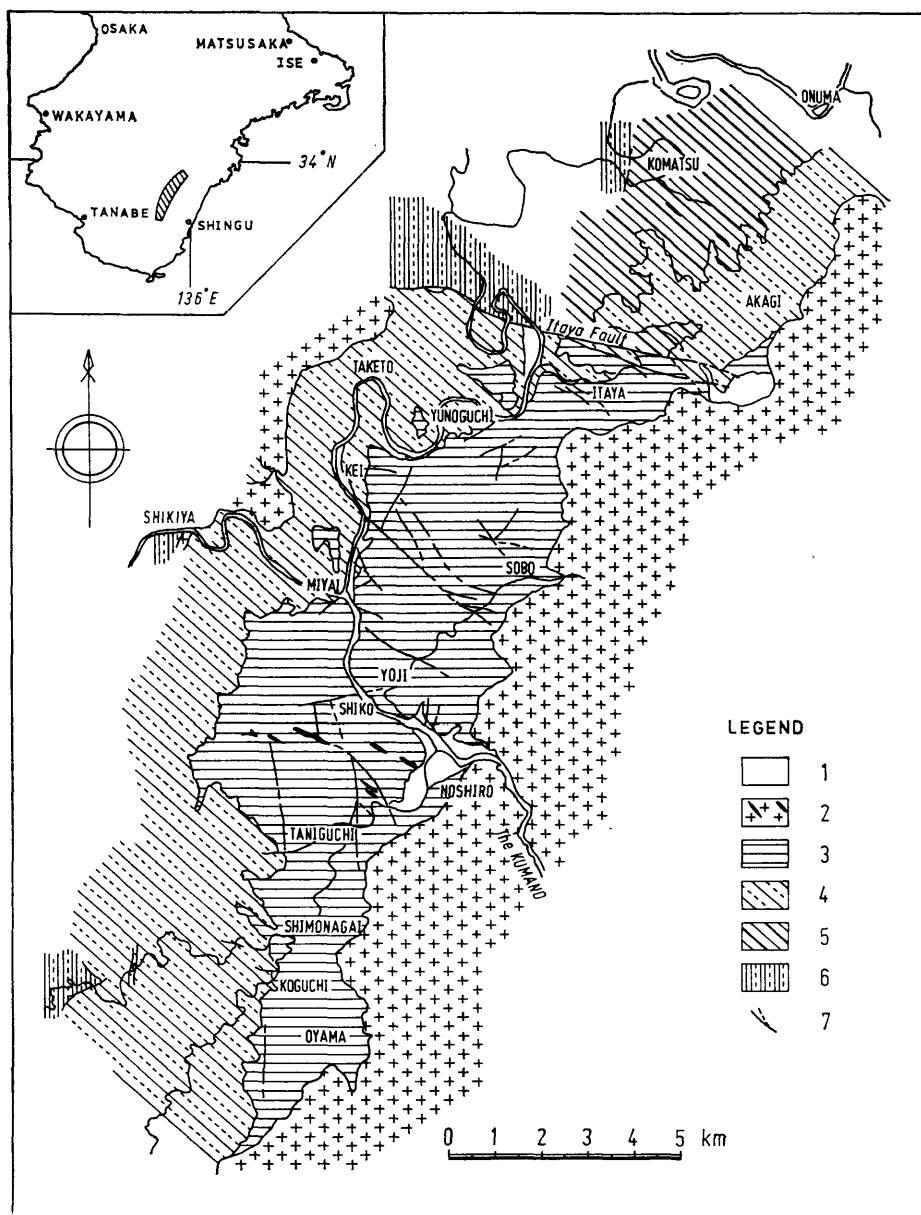 OSAKA
MATSUSAKA
ISE
WAKAYAMA
34°N
TANABE
SHINGU
136°E
ONUMA
KOMATSU
AKAGI
Itaya Fault
ITAYA
TAKETO
YUNOGUCHI
KEI
SHIKIYA
MIYAI
SOBO
YOJI
SHIKO
NOSHIRO
TANIGUCHI
The KUMANO
SHIMONAGAI
KOGUCHI
OYAMA
LEGEND
1
2
3
4
5
6
7
0 1 2 3 4 5 km